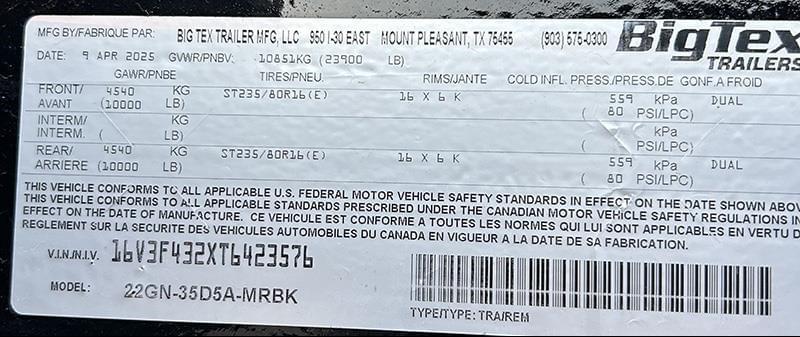 MFG BY/FABRIQUE PAR: BIG TEX TRAILER MFG, LLC 950 I-30 EAST MOUNT PLEASANT, TX 75455 (903) 575-0300 BigTex
TRAILERS
DATE: 9 APR 2025 GVWR/PNBV: 10851KG (23900 LB)
GAWR/PNBE TIRES/PNEU. RIMS/JANTE COLD INFL. PRESS./PRESS.DE GONF.A FROID
FRONT/ 4540 KG ST235/80R16(E) 16 X 6 K 559 kPa DUAL
AVANT (10000 LB) ( 80 PSI/LPC)
INTERM/ KG kPa
INTERM. ( LB) ( PSI/LPC)
REAR/ 4540 KG ST235/80R16(E) 16 X 6 K 559 kPa DUAL
ARRIERE (10000 LB) ( 80 PSI/LPC)
THIS VEHICLE CONFORMS TO ALL APPLICABLE U.S. FEDERAL MOTOR VEHICLE SAFETY STANDARDS IN EFFECT ON THE DATE OF MANUFACTURE SHOWN ABOV
THIS VEHICLE CONFORMS TO ALL APPLICABLE STANDARDS PRESCRIBED UNDER THE CANADIAN MOTOR VEHICLE SAFETY REGULATIONS IN
EFFECT ON THE DATE OF MANUFACTURE. CE VEHICULE EST CONFORME A TOUTES LES NORMES QUI LUI SONT APPLICABLES EN VERTU D
REGLEMENT SUR LA SECURITE DES VEHICULES AUTOMOBILES DU CANADA EN VIGUEUR A LA DATE DE SA FABRICATION.
V.I.N./N.I.V. 16V3F432XT6423576
MODEL: 22GN-35D5A-MRBK
TYPE/TYPE: TRA/REM